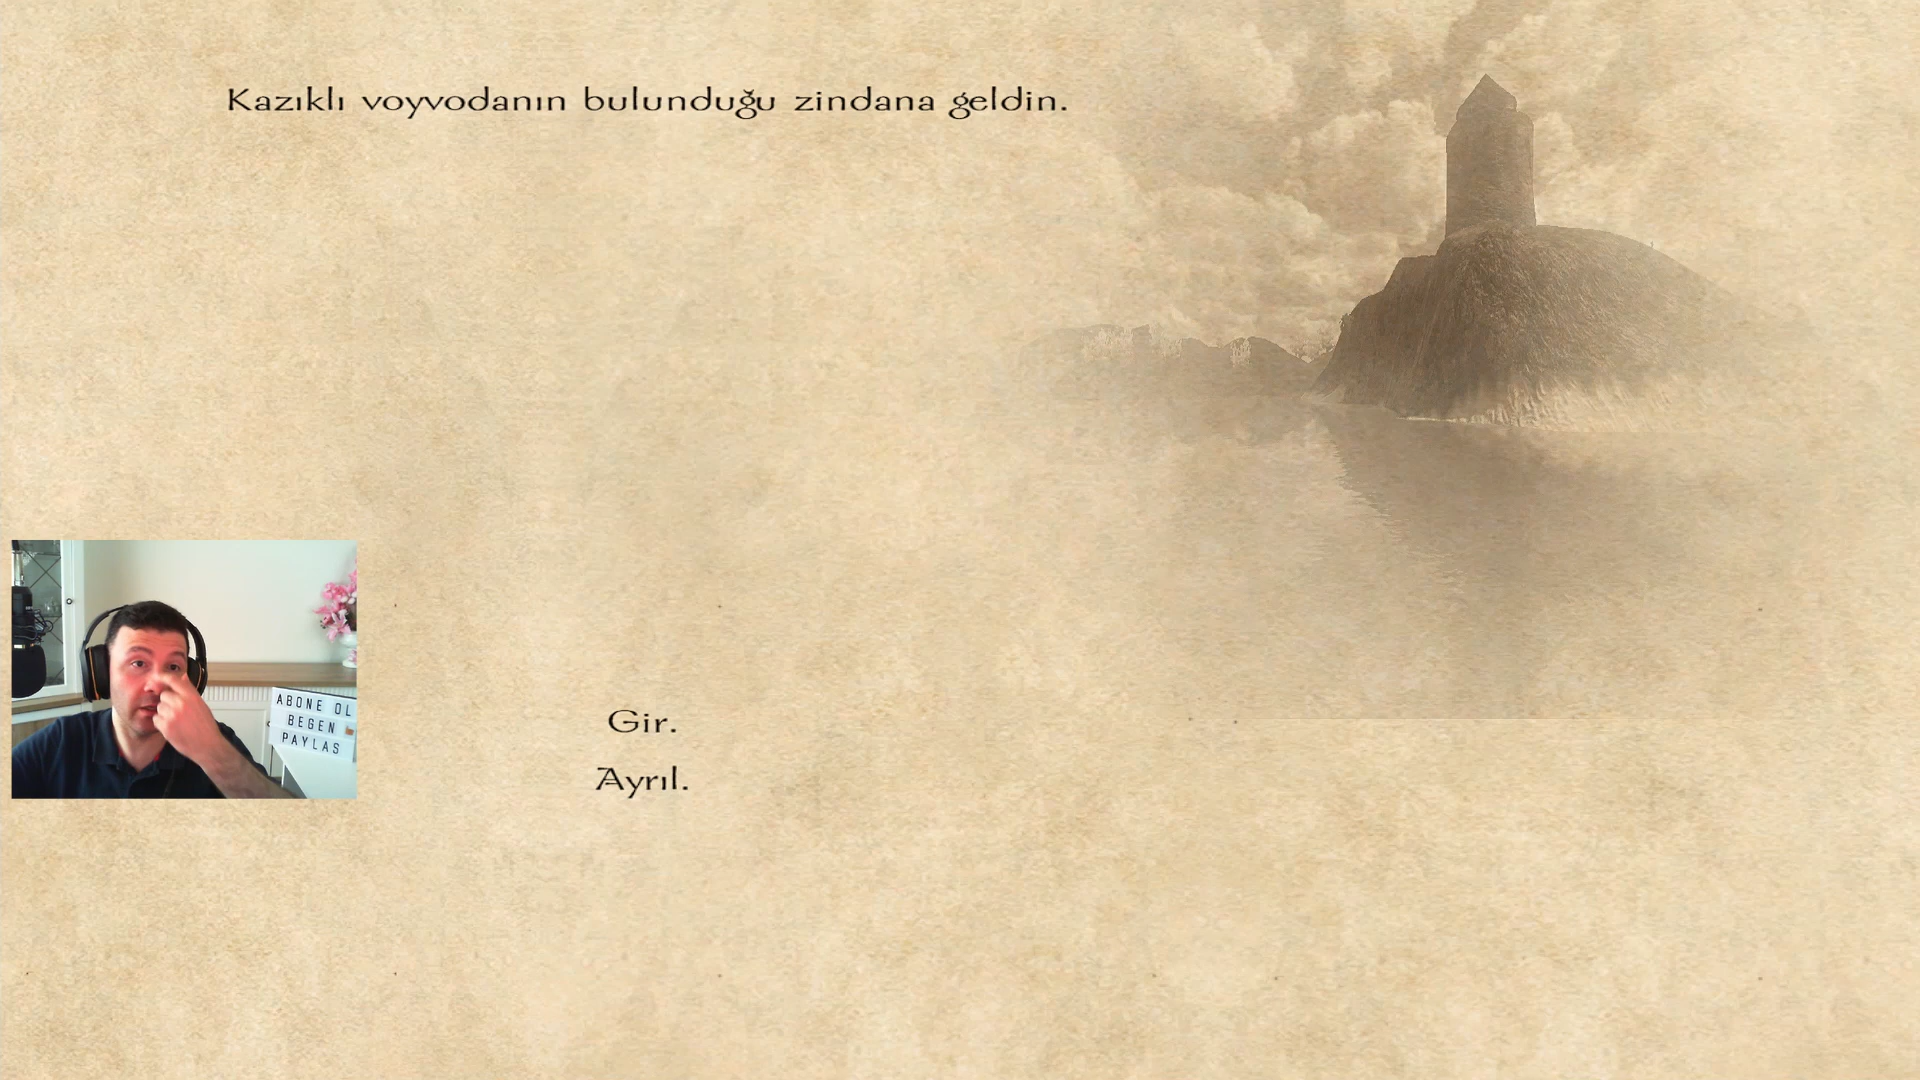 Kazıklı voyvodanın bulunduğu zindana geldin.
Gir.
Ayrıl.
ABONE OL
BEGEN
PAYLAS